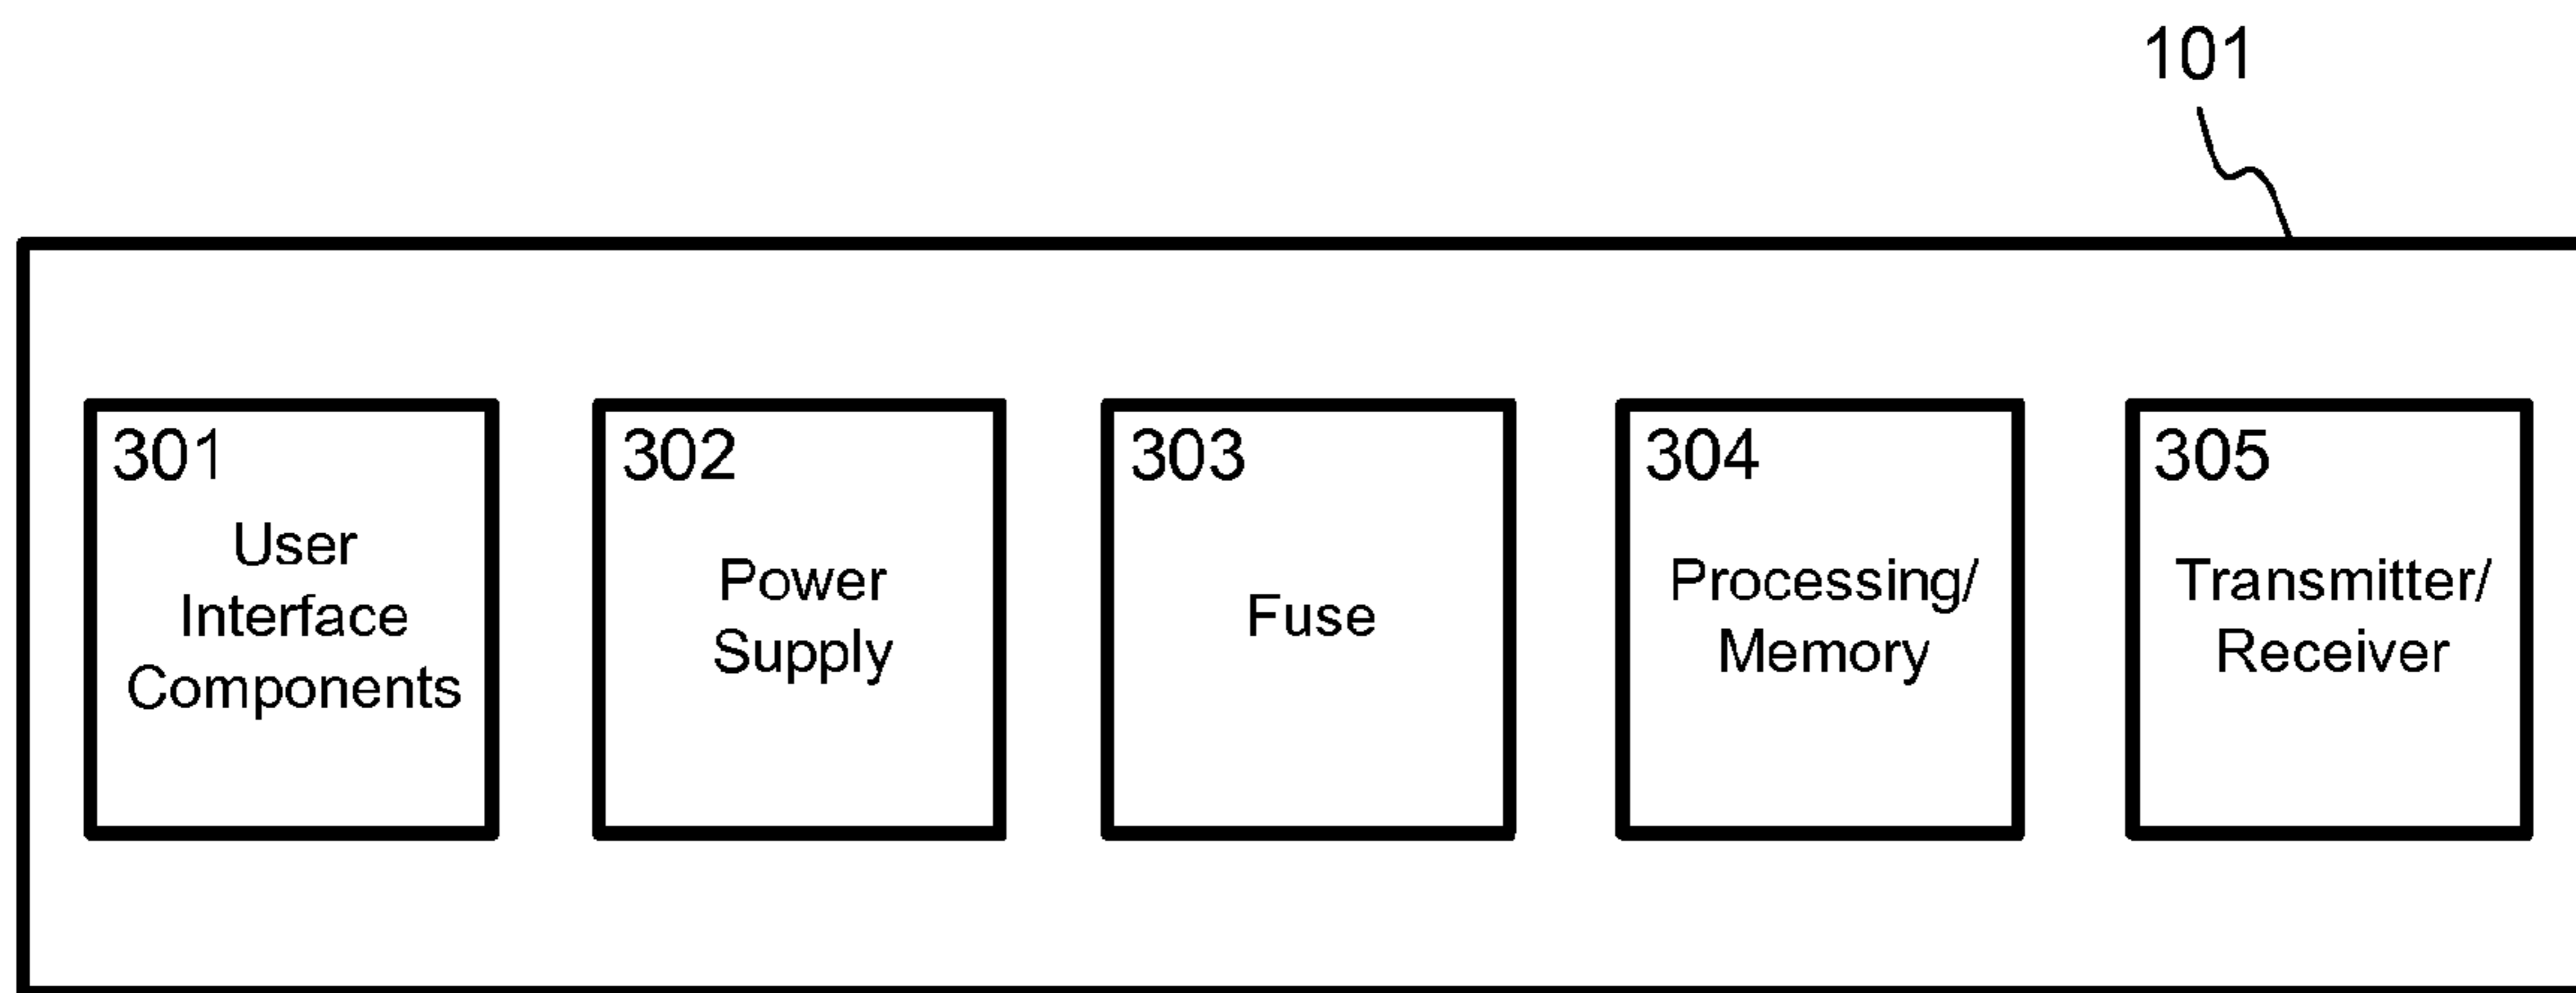 101
301
User
Interface
Components
302
Power
Supply
303
Fuse
304
Processing/
Memory
305
Transmitter/
Receiver